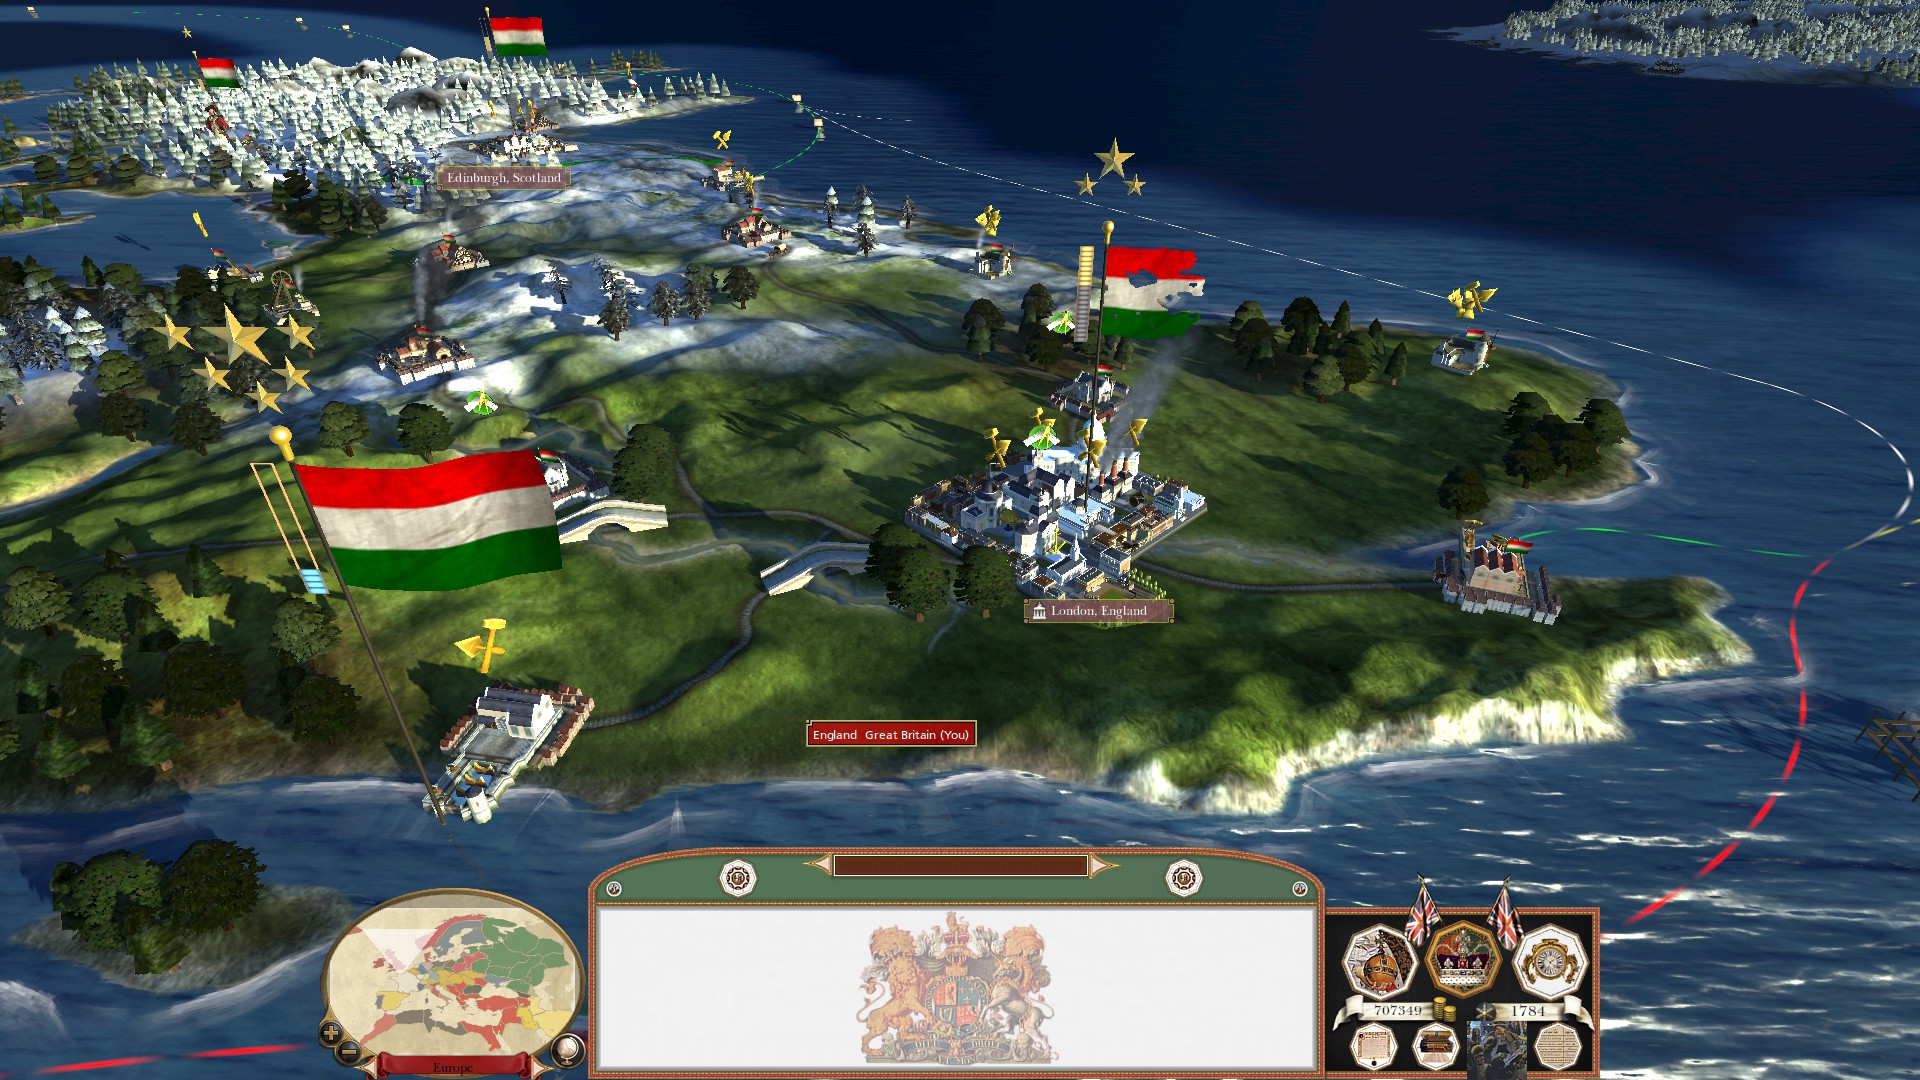 Edinburgh, Scotland
London, England
England Great Britain (You)
707349
1784
Europe